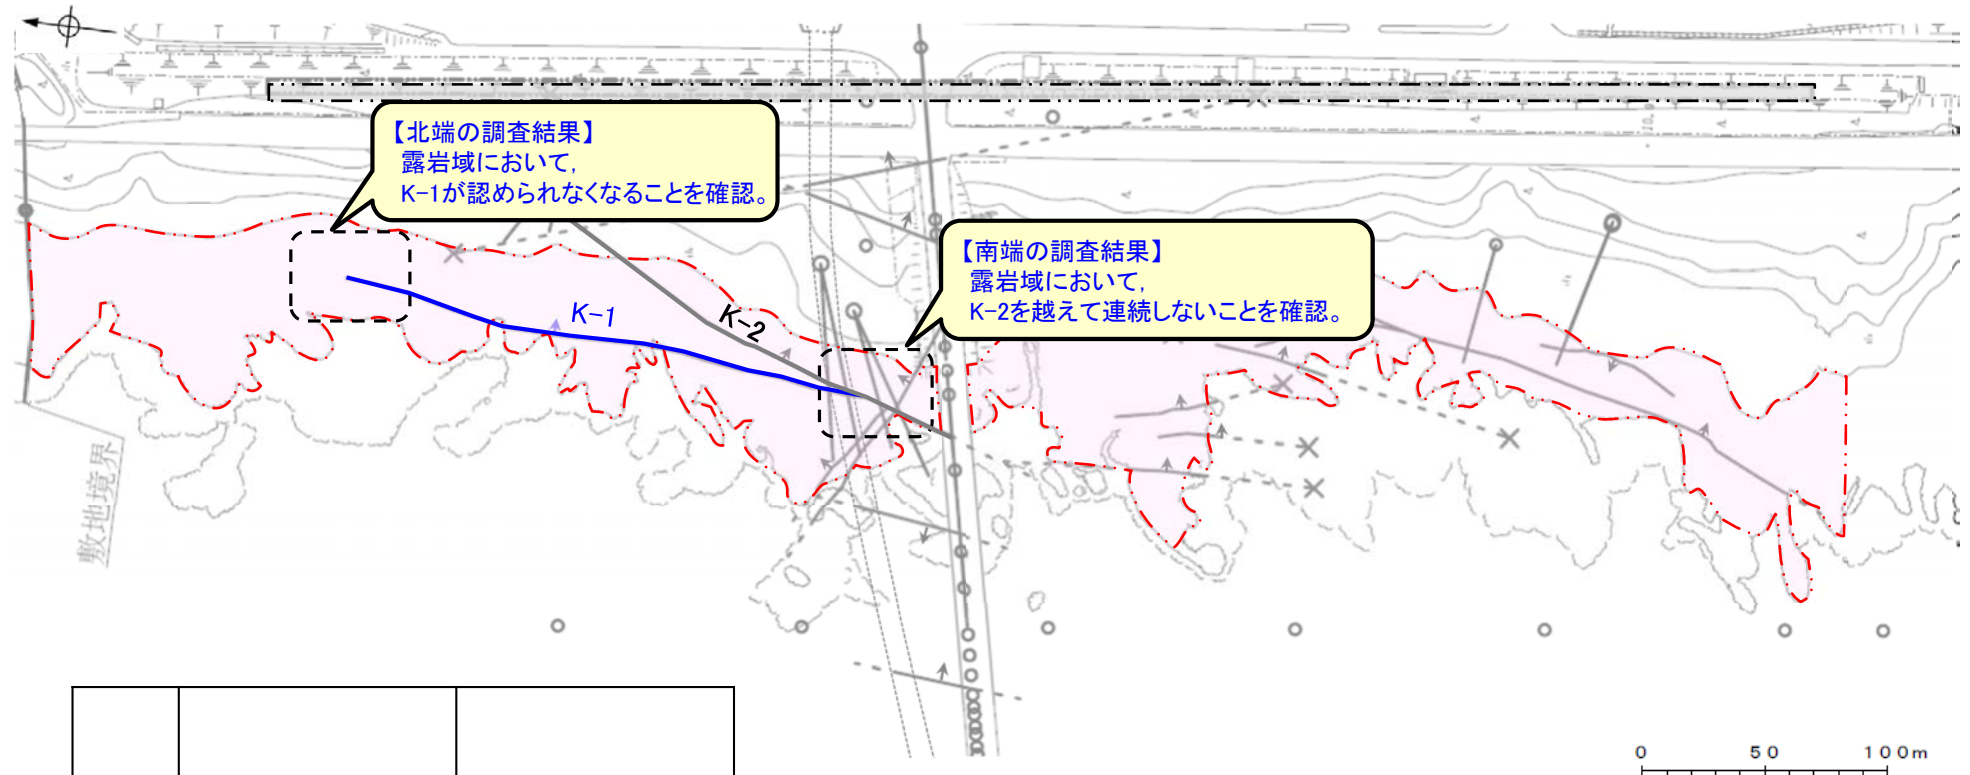 【北端の調査結果】
露岩域において,
K-1が認められなくなることを確認。
【南端の調査結果】
露岩域において,
K-2を越えて連続しないことを確認。
K-1
K-2
敷地境界
0 50 100m